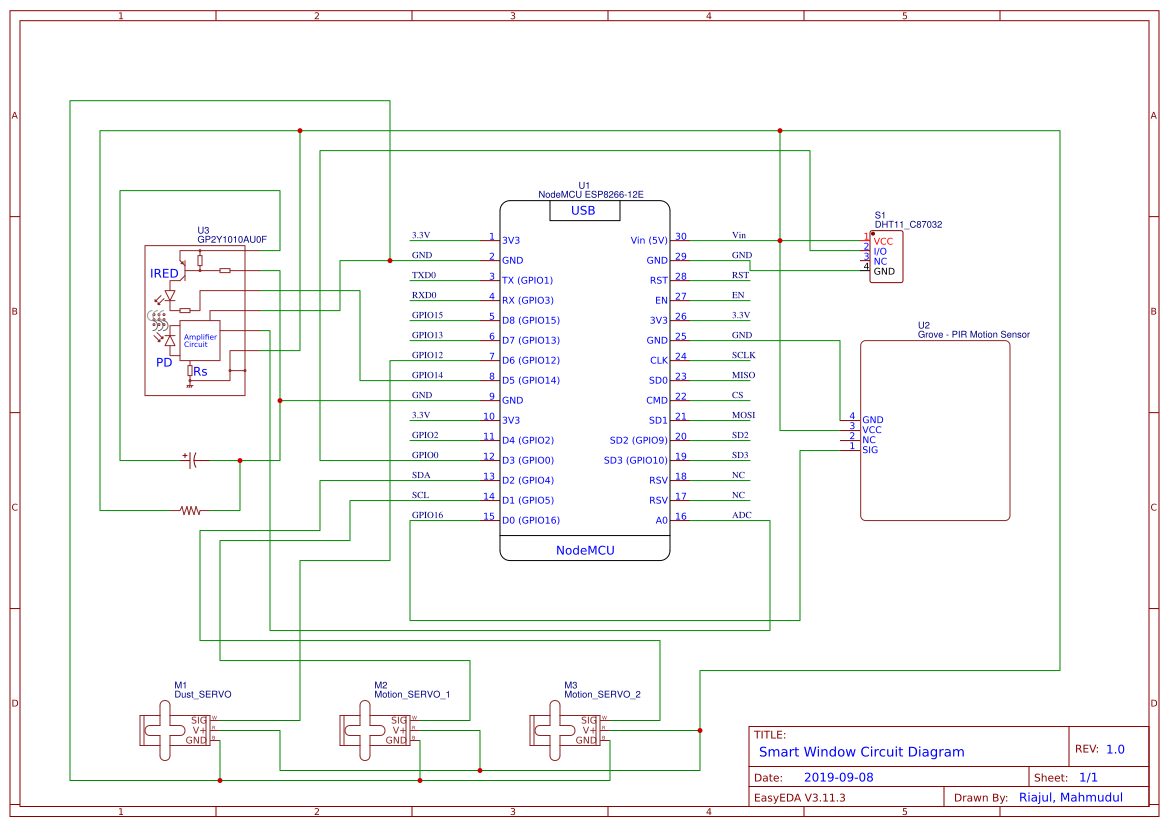 1 2 3 4 5
A A
B B
C C
D D
U1
NodeMCU ESP8266-12E
USB
3.3V 1 3V3
GND 2 GND
TXD0 3 TX (GPIO1)
RXD0 4 RX (GPIO3)
GPIO15 5 D8 (GPIO15)
GPIO13 6 D7 (GPIO13)
GPIO12 7 D6 (GPIO12)
GPIO14 8 D5 (GPIO14)
GND 9 GND
3.3V 10 3V3
GPIO2 11 D4 (GPIO2)
GPIO0 12 D3 (GPIO0)
SDA 13 D2 (GPIO4)
SCL 14 D1 (GPIO5)
GPIO16 15 D0 (GPIO16)
Vin (5V) 30 Vin
GND 29 GND
RST 28 RST
EN 27 EN
3V3 26 3.3V
GND 25 GND
CLK 24 SCLK
SD0 23 MISO
CMD 22 CS
SD1 21 MOSI
SD2 (GPIO9) 20 SD2
SD3 (GPIO10) 19 SD3
RSV 18 NC
RSV 17 NC
A0 16 ADC
NodeMCU
U3
GP2Y1010AU0F
IRED
Amplifier
Circuit
PD
Rs
+
S1
DHT11_C87032
1 VCC
2 I/O
3 NC
4 GND
U2
Grove - PIR Motion Sensor
4 GND
3 VCC
2 NC
1 SIG
M1
Dust_SERVO
SIG W
V+ R
GND B
M2
Motion_SERVO_1
SIG W
V+ R
GND B
M3
Motion_SERVO_2
SIG W
V+ R
GND B
TITLE:
Smart Window Circuit Diagram
REV: 1.0
Date: 2019-09-08
Sheet: 1/1
EasyEDA V3.11.3
Drawn By: Riajul, Mahmudul
1 2 3 4 5